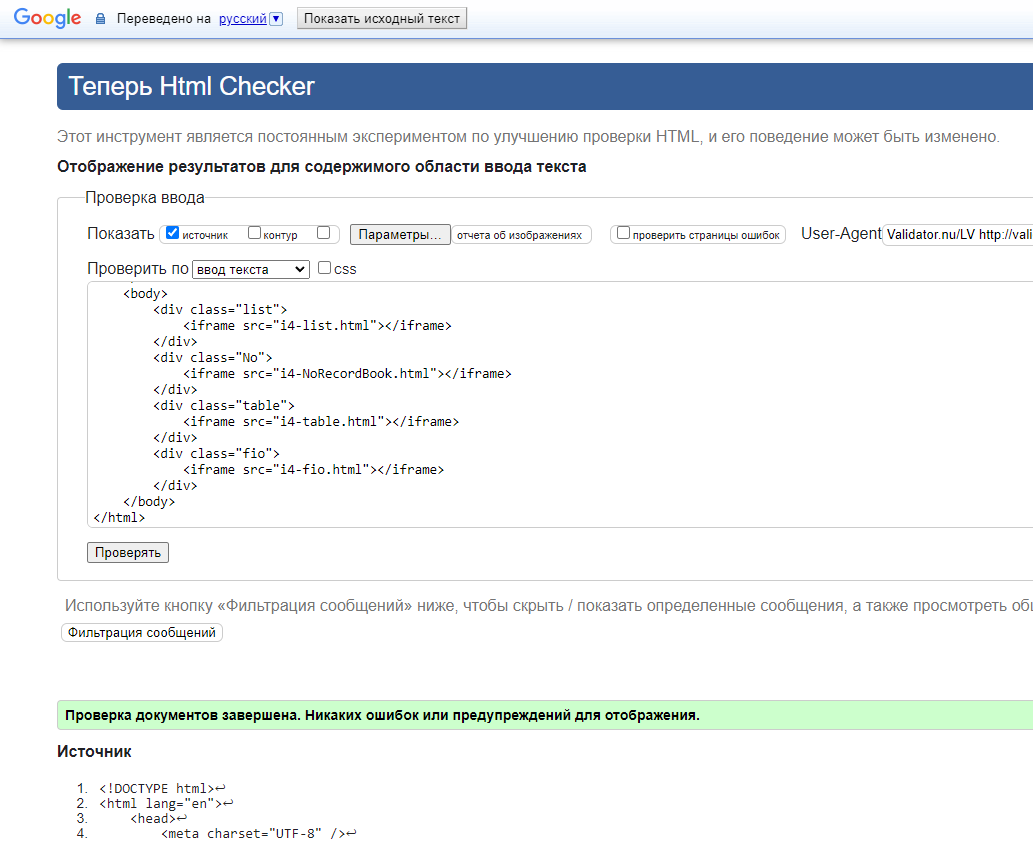 Google Переведено на русский Показать исходный текст
Теперь Html Checker
Этот инструмент является постоянным экспериментом по улучшению проверки HTML, и его поведение может быть изменено.
Отображение результатов для содержимого области ввода текста
Проверка ввода
Показать источник контур Параметры... отчета об изображениях проверить страницы ошибок User-Agent Validator.nu/LV http://vali
Проверить по ввод текста css
<body>
<div class="list">
<iframe src="i4-list.html"></iframe>
</div>
<div class="No">
<iframe src="i4-NoRecordBook.html"></iframe>
</div>
<div class="table">
<iframe src="i4-table.html"></iframe>
</div>
<div class="fio">
<iframe src="i4-fio.html"></iframe>
</div>
</body>
</html>
Проверять
Используйте кнопку «Фильтрация сообщений» ниже, чтобы скрыть / показать определенные сообщения, а также просмотреть
Фильтрация сообщений
Проверка документов завершена. Никаких ошибок или предупреждений для отображения.
Источник
1. <!DOCTYPE html>↩
2. <html lang="en">↩
3. <head>↩
4. <meta charset="UTF-8" />↩